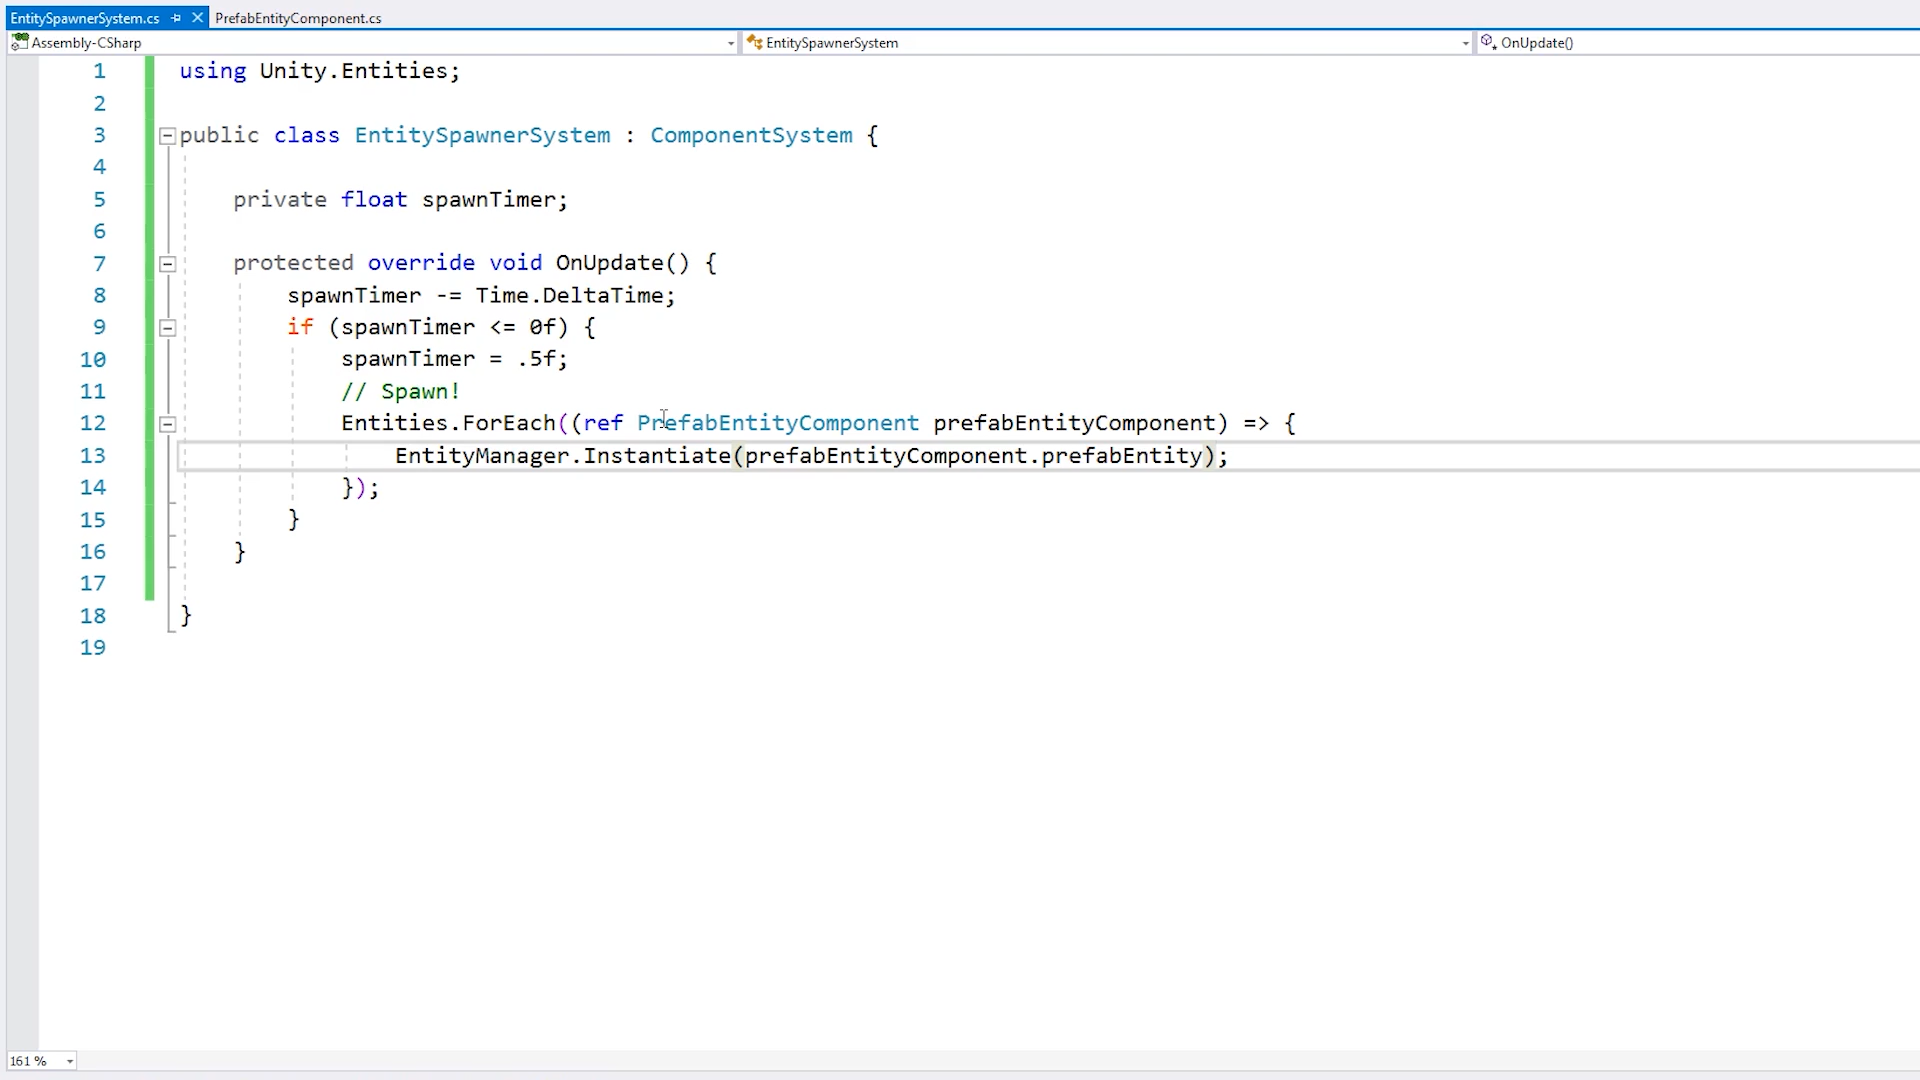 EntitySpawnerSystem.cs PrefabEntityComponent.cs
Assembly-CSharp EntitySpawnerSystem OnUpdate()
1 using Unity.Entities;
2
3 public class EntitySpawnerSystem : ComponentSystem {
4
5 private float spawnTimer;
6
7 protected override void OnUpdate() {
8 spawnTimer -= Time.DeltaTime;
9 if (spawnTimer <= 0f) {
10 spawnTimer = .5f;
11 // Spawn!
12 Entities.ForEach((ref PrefabEntityComponent prefabEntityComponent) => {
13 EntityManager.Instantiate(prefabEntityComponent.prefabEntity);
14 });
15 }
16 }
17
18 }
19
161 %